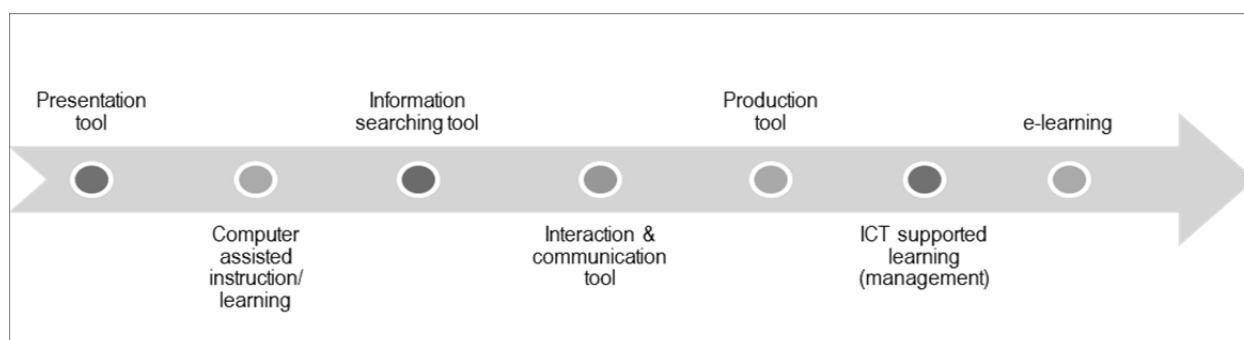 Presentation
tool
Computer
assisted
instruction/
learning
Information
searching tool
Interaction &
communication
tool
Production
tool
ICT supported
learning
(management)
e-learning